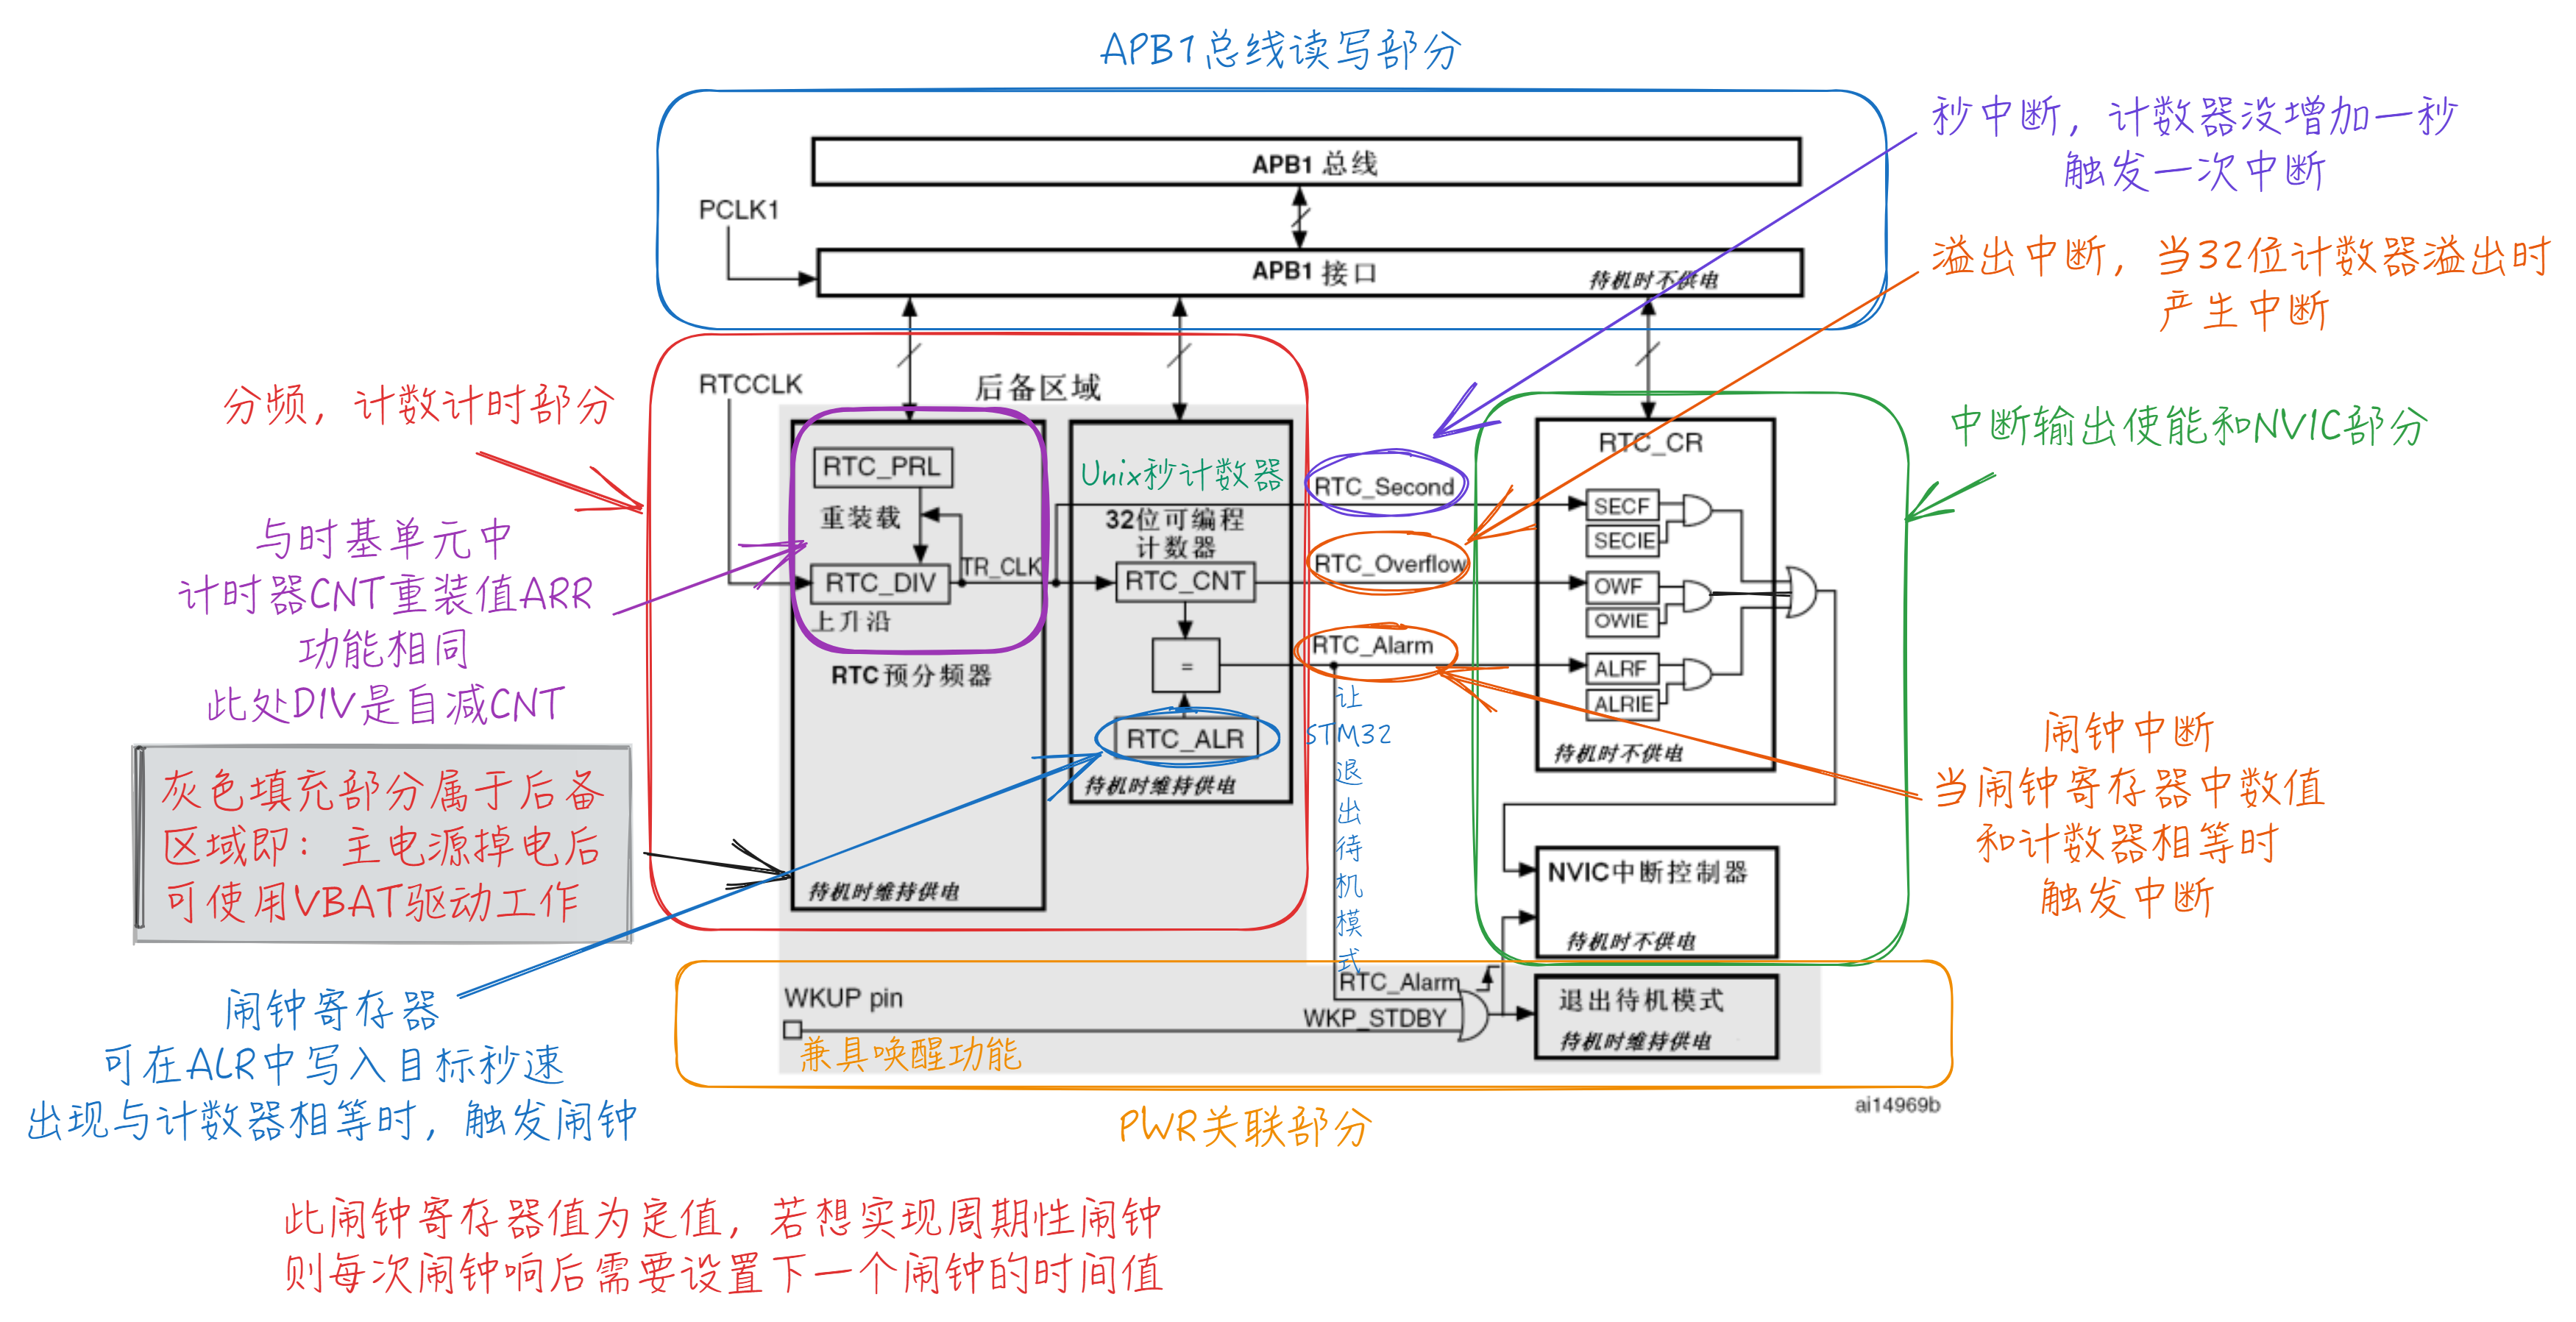 APB1总线读写部分
秒中断，计数器没增加一秒
触发一次中断
APB1 总线
PCLK1
溢出中断，当32位计数器溢出时
产生中断
APB1 接口
待机时不供电
分频，计数计时部分
RTCCLK
后备区域
中断输出使能和NVIC部分
RTC_PRL
重装载
RTC_DIV
上升沿
TR_CLK
RTC 预分频器
待机时维持供电
Unix秒计数器
32位可编程
计数器
RTC_CNT
=
RTC_ALR
待机时维持供电
RTC_Second
RTC_Overflow
RTC_Alarm
RTC_CR
SECF
SECIE
OWF
OWIE
ALRF
ALRIE
待机时不供电
与时基单元中
计时器CNT重装值ARR
功能相同
此处DIV是自减CNT
灰色填充部分属于后备
区域即：主电源掉电后
可使用VBAT驱动工作
让
STM32
退
出
待
机
模
式
闹钟中断
当闹钟寄存器中数值
和计数器相等时
触发中断
NVIC中断控制器
待机时不供电
闹钟寄存器
可在ALR中写入目标秒速
出现与计数器相等时，触发闹钟
WKUP pin
兼具唤醒功能
RTC_Alarm
WKP_STDBY
退出待机模式
待机时维持供电
PWR关联部分
ai14969b
此闹钟寄存器值为定值，若想实现周期性闹钟
则每次闹钟响后需要设置下一个闹钟的时间值